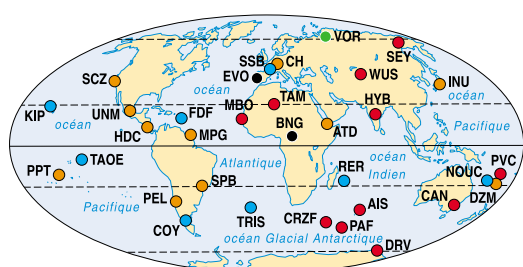 VOR
SEY
SSB
CH
EVO
WUS
SCZ
INU
océan
océan
KIP
UNM
FDF
MBO
TAM
HYB
océan
Pacifique
HDC
MPG
BNG
ATD
TAOE
Atlantique
océan
Indien
PPT
RER
NOUC
PVC
SPB
PEL
Pacifique
CAN
DZM
TRIS
AIS
COY
CRZF
PAF
océan Glacial Antarctique
DRV